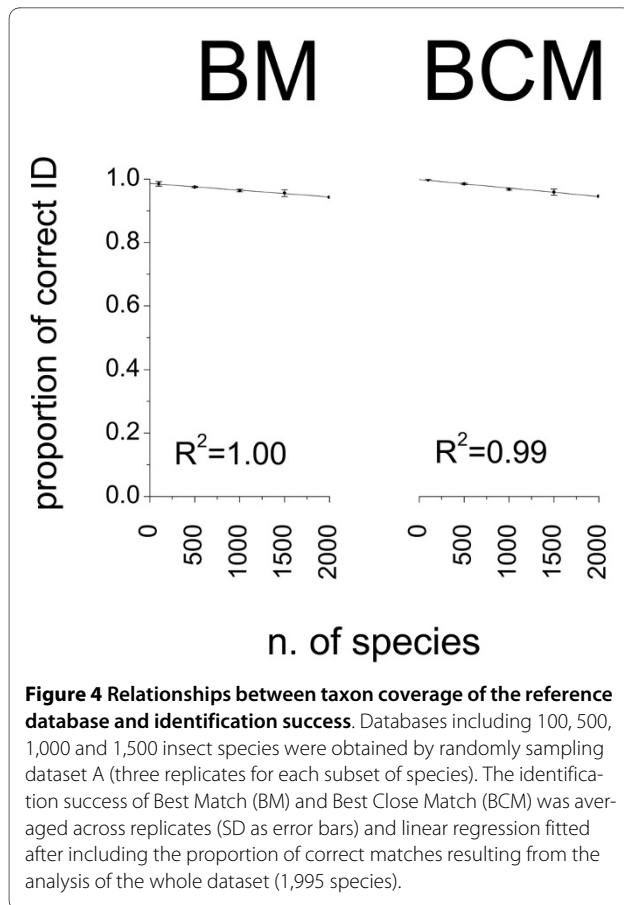 BM BCM
proportion of correct ID
1.0
0.8
0.6
0.4
0.2
0.0
R²=1.00 R²=0.99
0 500 1000 1500 2000 0 500 1000 1500 2000
n. of species
Figure 4 Relationships between taxon coverage of the reference
database and identification success. Databases including 100, 500,
1,000 and 1,500 insect species were obtained by randomly sampling
dataset A (three replicates for each subset of species). The identifica-
tion success of Best Match (BM) and Best Close Match (BCM) was aver-
aged across replicates (SD as error bars) and linear regression fitted
after including the proportion of correct matches resulting from the
analysis of the whole dataset (1,995 species).